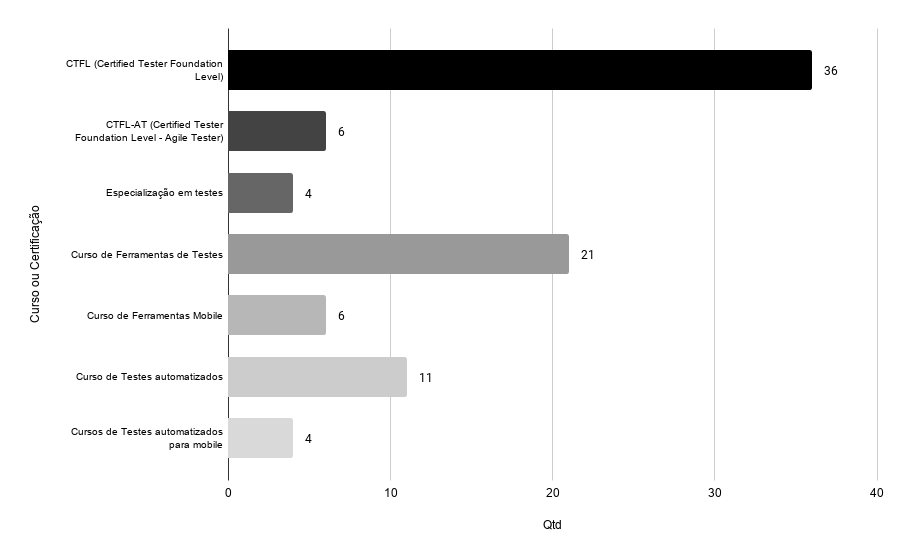 CTFL (Certified Tester Foundation
Level)
36
CTFL-AT (Certified Tester
Foundation Level - Agile Tester)
6
Especialização em testes
4
Curso de Ferramentas de Testes
21
Curso de Ferramentas Mobile
6
Curso de Testes automatizados
11
Cursos de Testes automatizados
para mobile
4
Curso ou Certificação
0 10 20 30 40
Qtd